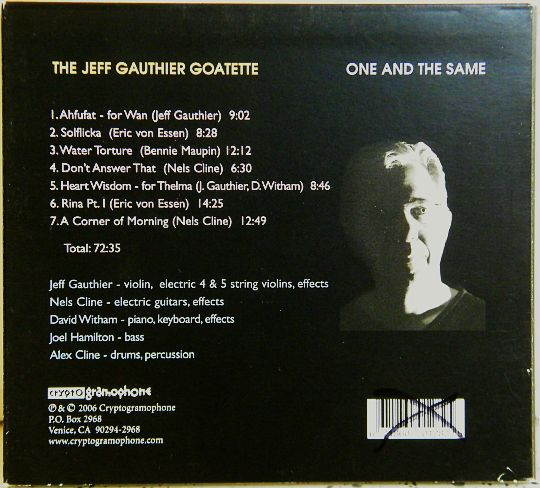 THE JEFF GAUTHIER GOATETTE
ONE AND THE SAME
1. Ahfufat - for Wan (Jeff Gauthier) 9:02
2. Solflicka (Eric von Essen) 8:28
3. Water Torture (Bennie Maupin) 12:12
4. Don't Answer That (Nels Cline) 6:30
5. Heart Wisdom - for Thelma (J. Gauthier, D. Witham) 8:46
6. Rina Pt. I (Eric von Essen) 14:25
7. A Corner of Morning (Nels Cline) 12:49
Total: 72:35
Jeff Gauthier - violin, electric 4 & 5 string violins, effects
Nels Cline - electric guitars, effects
David Witham - piano, keyboard, effects
Joel Hamilton - bass
Alex Cline - drums, percussion
cryptogramophone
℗ & © 2006 Cryptogramophone
P.O. Box 2968
Venice, CA 90294-2968
www.cryptogramophone.com